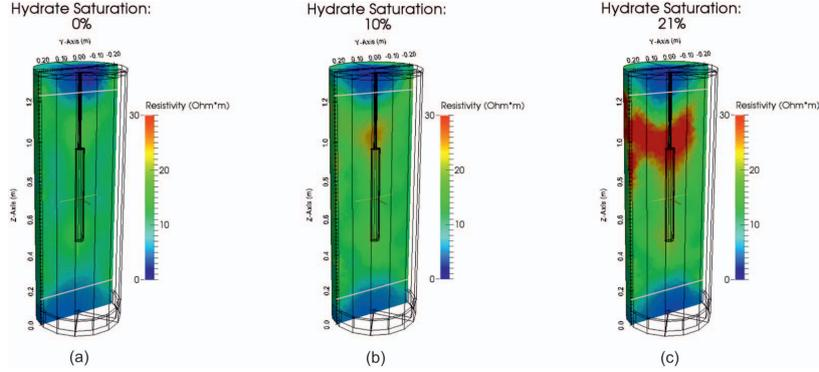 Hydrate Saturation:
0%
Y-Axis (m)
0.20 0.10 0.00 -0.10 -0.20
Resistivity (Ohm*m)
30
20
10
0
Z-Axis (m)
1.2
1.0
0.8
0.6
0.4
0.2
0.0
(a)
Hydrate Saturation:
10%
Y-Axis (m)
0.20 0.10 0.00 -0.10 -0.20
Resistivity (Ohm*m)
30
20
10
0
Z-Axis (m)
1.2
1.0
0.8
0.6
0.4
0.2
0.0
(b)
Hydrate Saturation:
21%
Y-Axis (m)
0.20 0.10 0.00 -0.10 -0.20
Resistivity (Ohm*m)
30
20
10
0
Z-Axis (m)
1.2
1.0
0.8
0.6
0.4
0.2
0.0
(c)